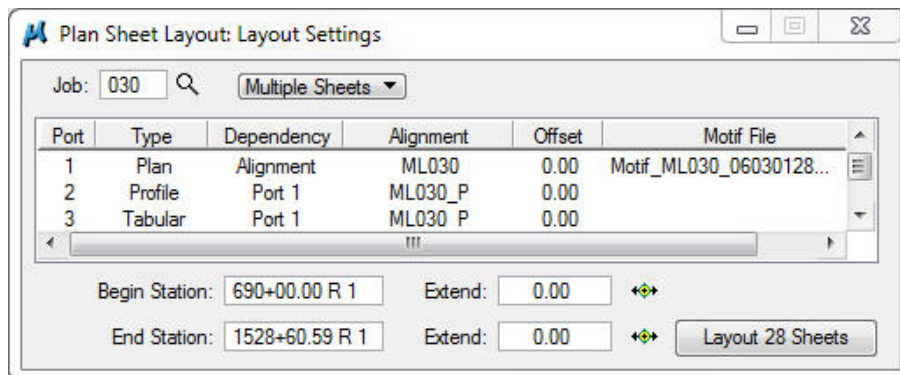 Plan Sheet Layout: Layout Settings
Job: 030 Multiple Sheets
Port Type Dependency Alignment Offset Motif File
1 Plan Alignment ML030 0.00 Motif_ML030_06030128...
2 Profile Port 1 ML030_P 0.00
3 Tabular Port 1 ML030_P 0.00
Begin Station: 690+00.00 R 1 Extend: 0.00
End Station: 1528+60.59 R 1 Extend: 0.00 Layout 28 Sheets